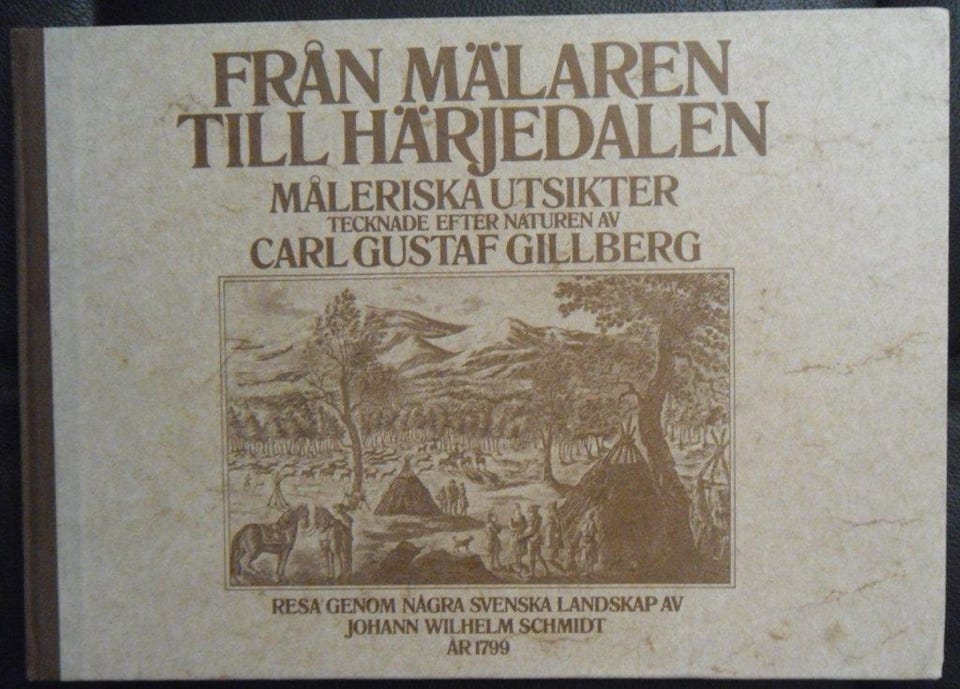 FRÅN MÄLAREN
TILL HÄRJEDALEN
MÅLERISKA UTSIKTER
TECKNADE EFTER NATUREN AV
CARL GUSTAF GILLBERG
RESA GENOM NÅGRA SVENSKA LANDSKAP AV
JOHANN WILHELM SCHMIDT
ÅR 1799